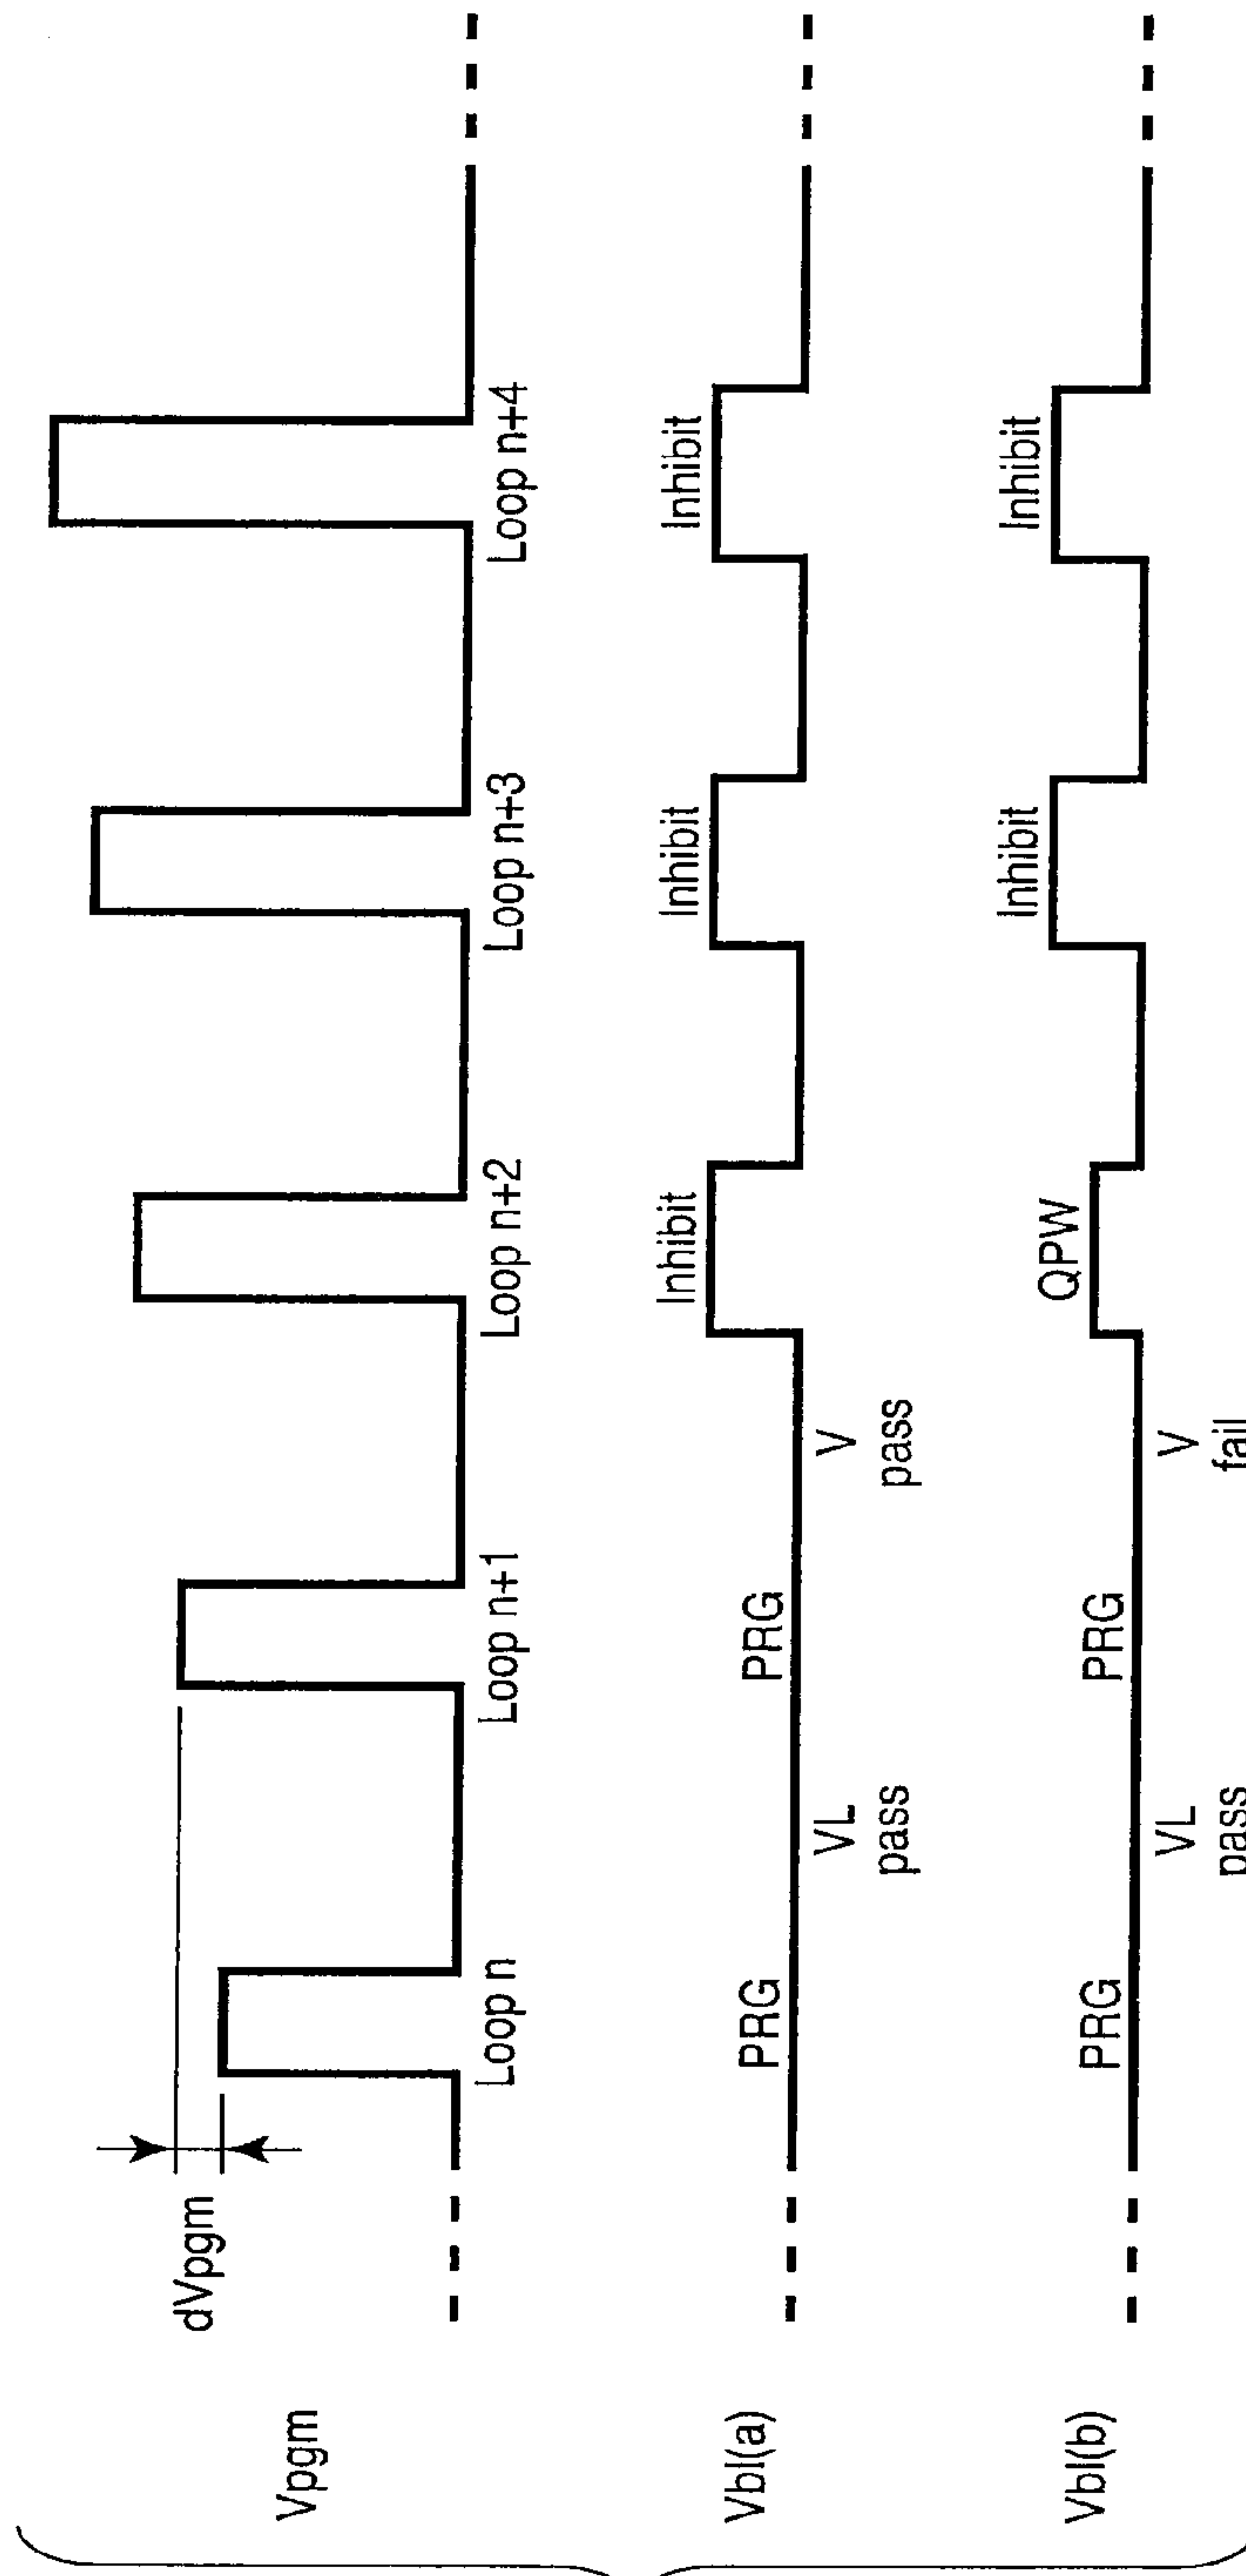 dVpgm
Vpgm
Loop n
Loop n+1
Loop n+2
Loop n+3
Loop n+4
Vbl(a)
PRG
PRG
Inhibit
Inhibit
Inhibit
VL
pass
V
pass
Vbl(b)
PRG
PRG
QPW
Inhibit
Inhibit
VL
pass
V
fail